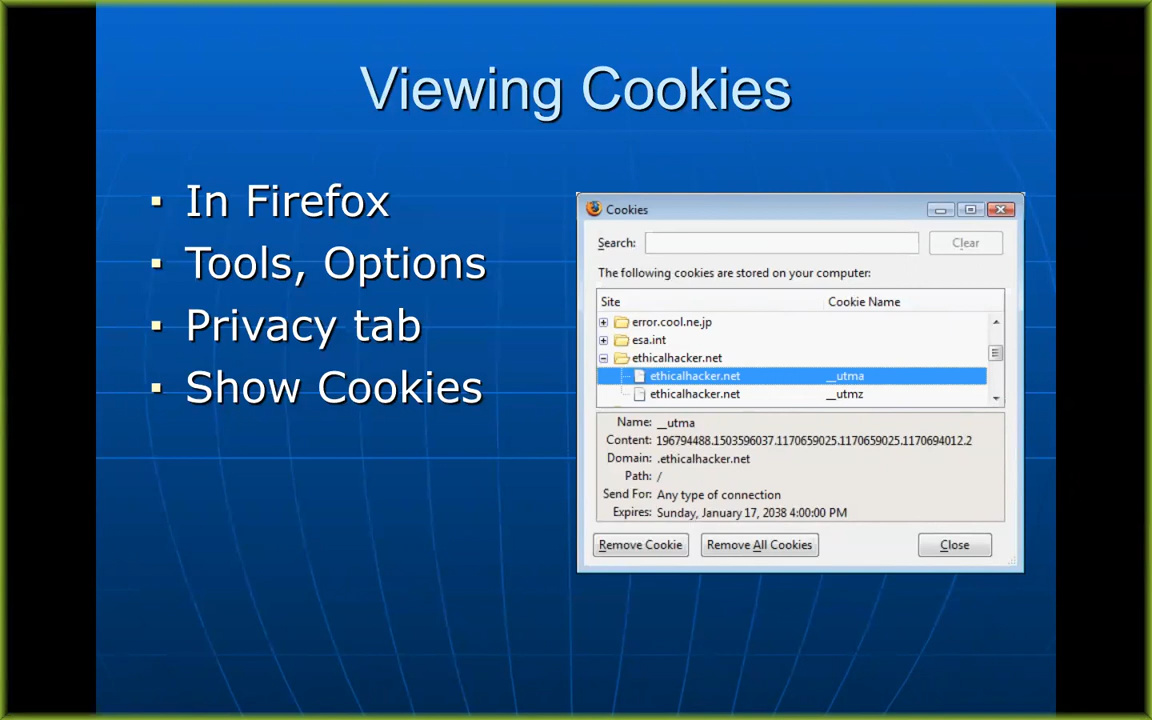 Viewing Cookies
▪ In Firefox
▪ Tools, Options
▪ Privacy tab
▪ Show Cookies
Cookies
Search: Clear
The following cookies are stored on your computer:
Site Cookie Name
error.cool.ne.jp
esa.int
ethicalhacker.net
ethicalhacker.net __utma
ethicalhacker.net __utmz
Name: __utma
Content: 196794488.1503596037.1170659025.1170659025.1170694012.2
Domain: .ethicalhacker.net
Path: /
Send For: Any type of connection
Expires: Sunday, January 17, 2038 4:00:00 PM
Remove Cookie Remove All Cookies Close